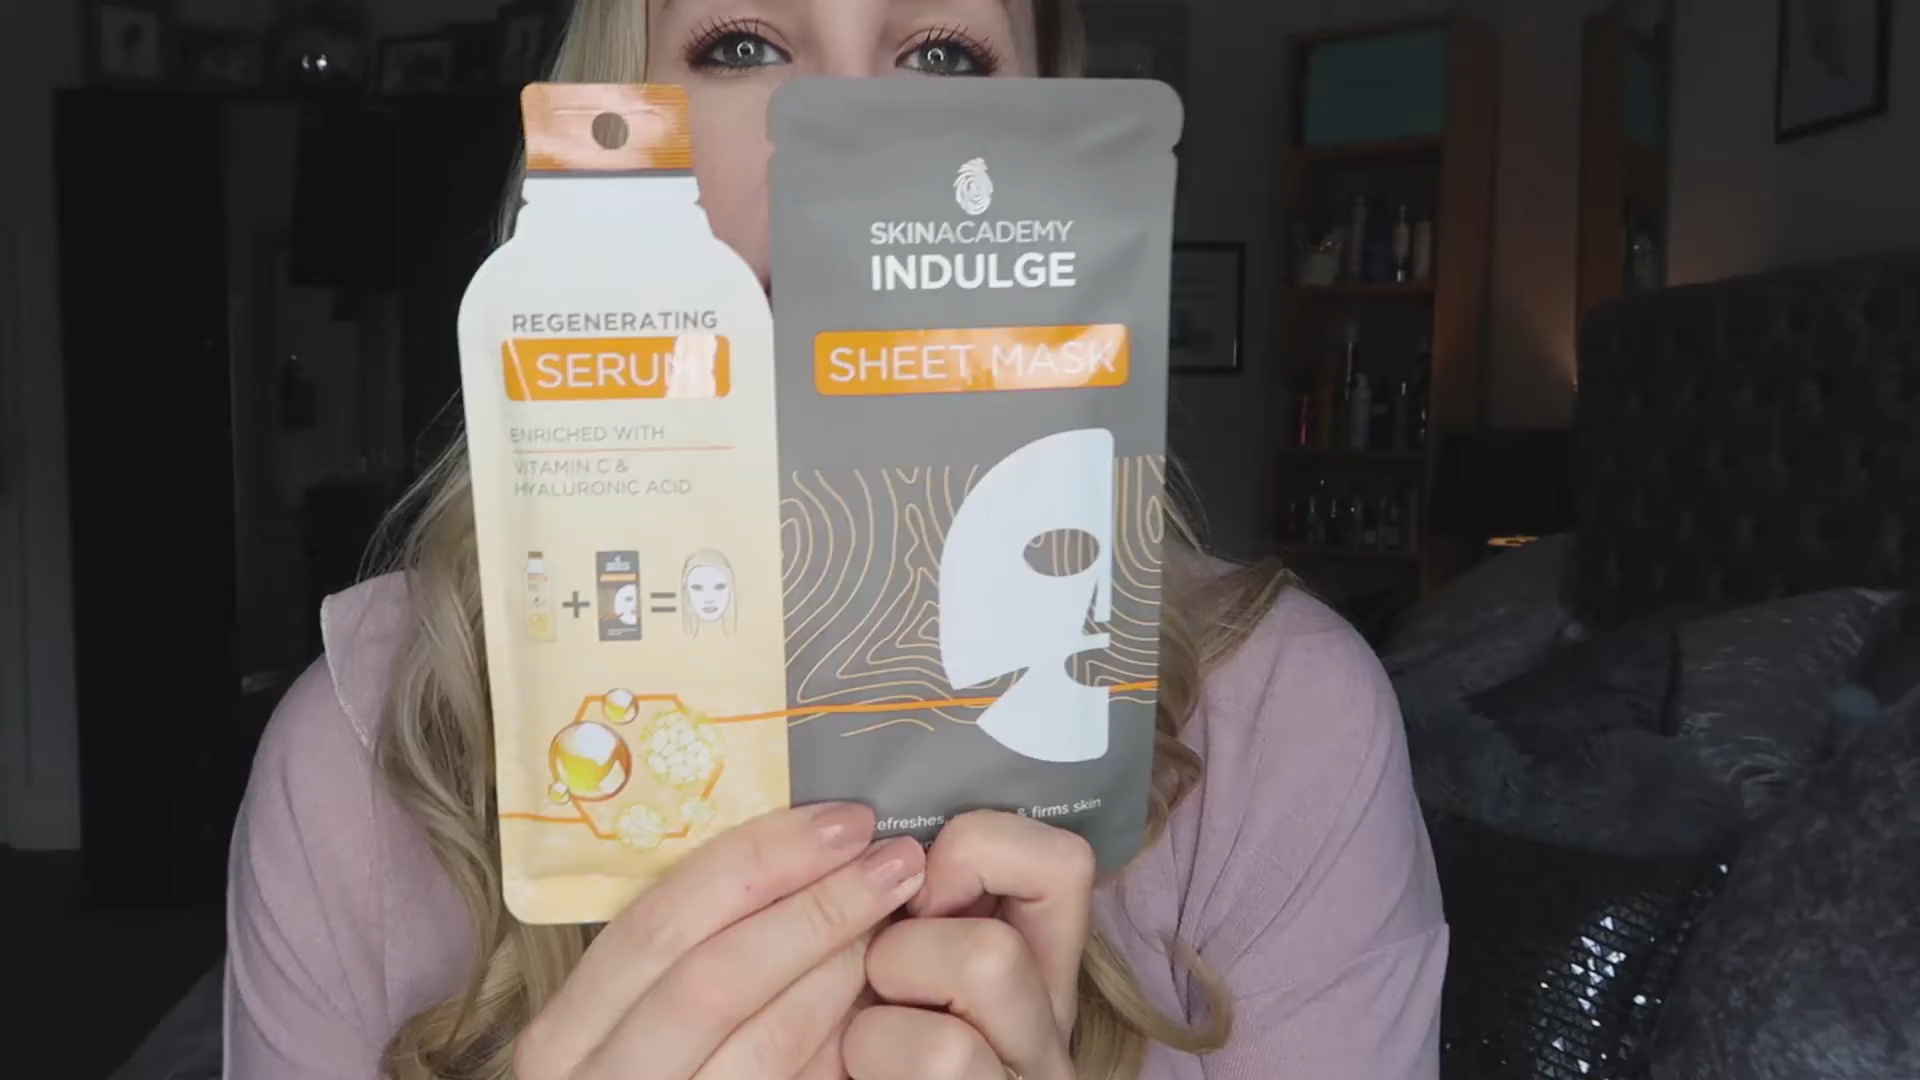 REGENERATING
SERUM
ENRICHED WITH
VITAMIN C &
HYALURONIC ACID
SKINACADEMY
INDULGE
SHEET MASK
& firms skin